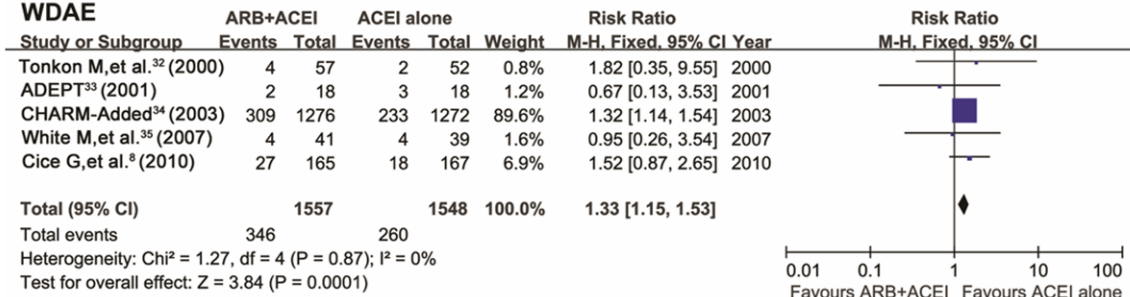 WDAE
ARB+ACEI ACEI alone Risk Ratio Risk Ratio
Study or Subgroup Events Total Events Total Weight M-H, Fixed, 95% CI Year M-H, Fixed, 95% CI
Tonkon M,et al.³² (2000) 4 57 2 52 0.8% 1.82 [0.35, 9.55] 2000
ADEPT³³ (2001) 2 18 3 18 1.2% 0.67 [0.13, 3.53] 2001
CHARM-Added³⁴ (2003) 309 1276 233 1272 89.6% 1.32 [1.14, 1.54] 2003
White M,et al.³⁵ (2007) 4 41 4 39 1.6% 0.95 [0.26, 3.54] 2007
Cice G,et al.⁸ (2010) 27 165 18 167 6.9% 1.52 [0.87, 2.65] 2010
Total (95% CI) 1557 1548 100.0% 1.33 [1.15, 1.53]
Total events 346 260
Heterogeneity: Chi² = 1.27, df = 4 (P = 0.87); I² = 0%
Test for overall effect: Z = 3.84 (P = 0.0001)
0.01 0.1 1 10 100
Favours ARB+ACEI Favours ACEI alone